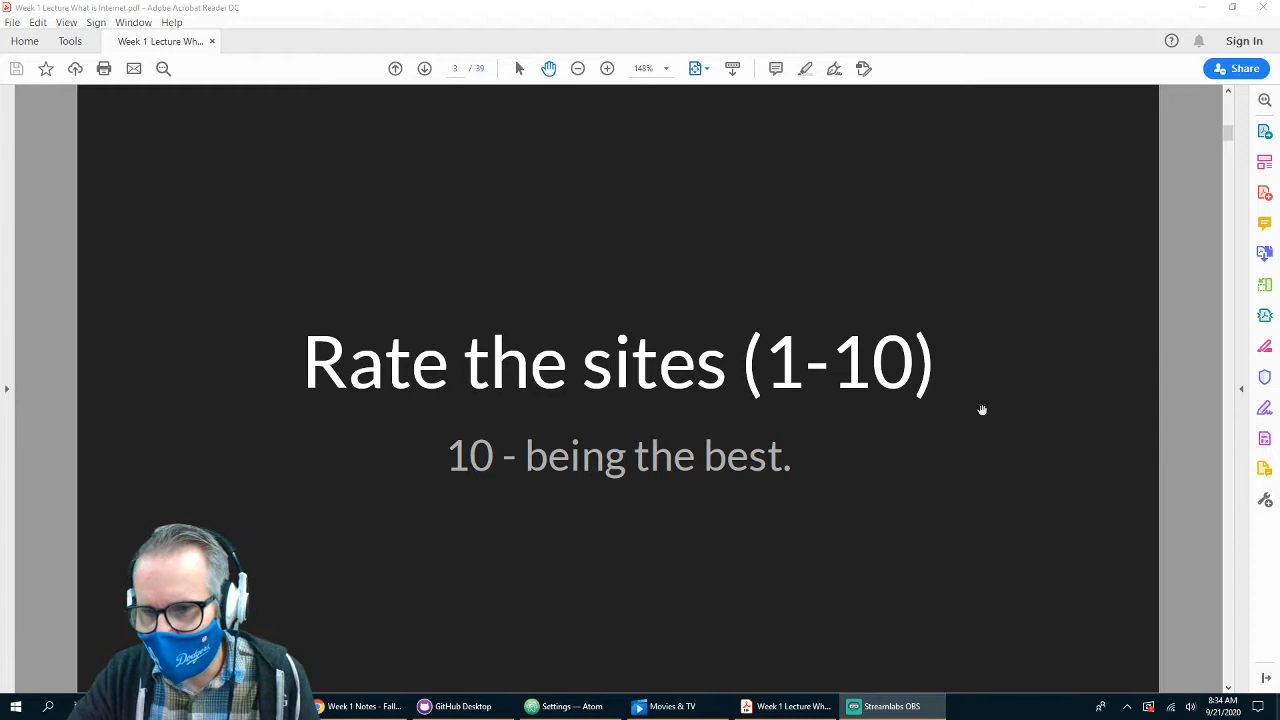 Week 1 Lecture What is Internet.pdf - Adobe Acrobat Reader DC
File Edit View Sign Window Help
Home Tools Week 1 Lecture Wh... × Sign In
3 / 39 148% Share
Rate the sites (1-10)
10 - being the best.
Dodgers
Week 1 Notes - Fall... GitHub Desktop Settings — Atom Movies & TV Week 1 Lecture Wh... Streamlabs OBS 8:34 AM
9/21/2020